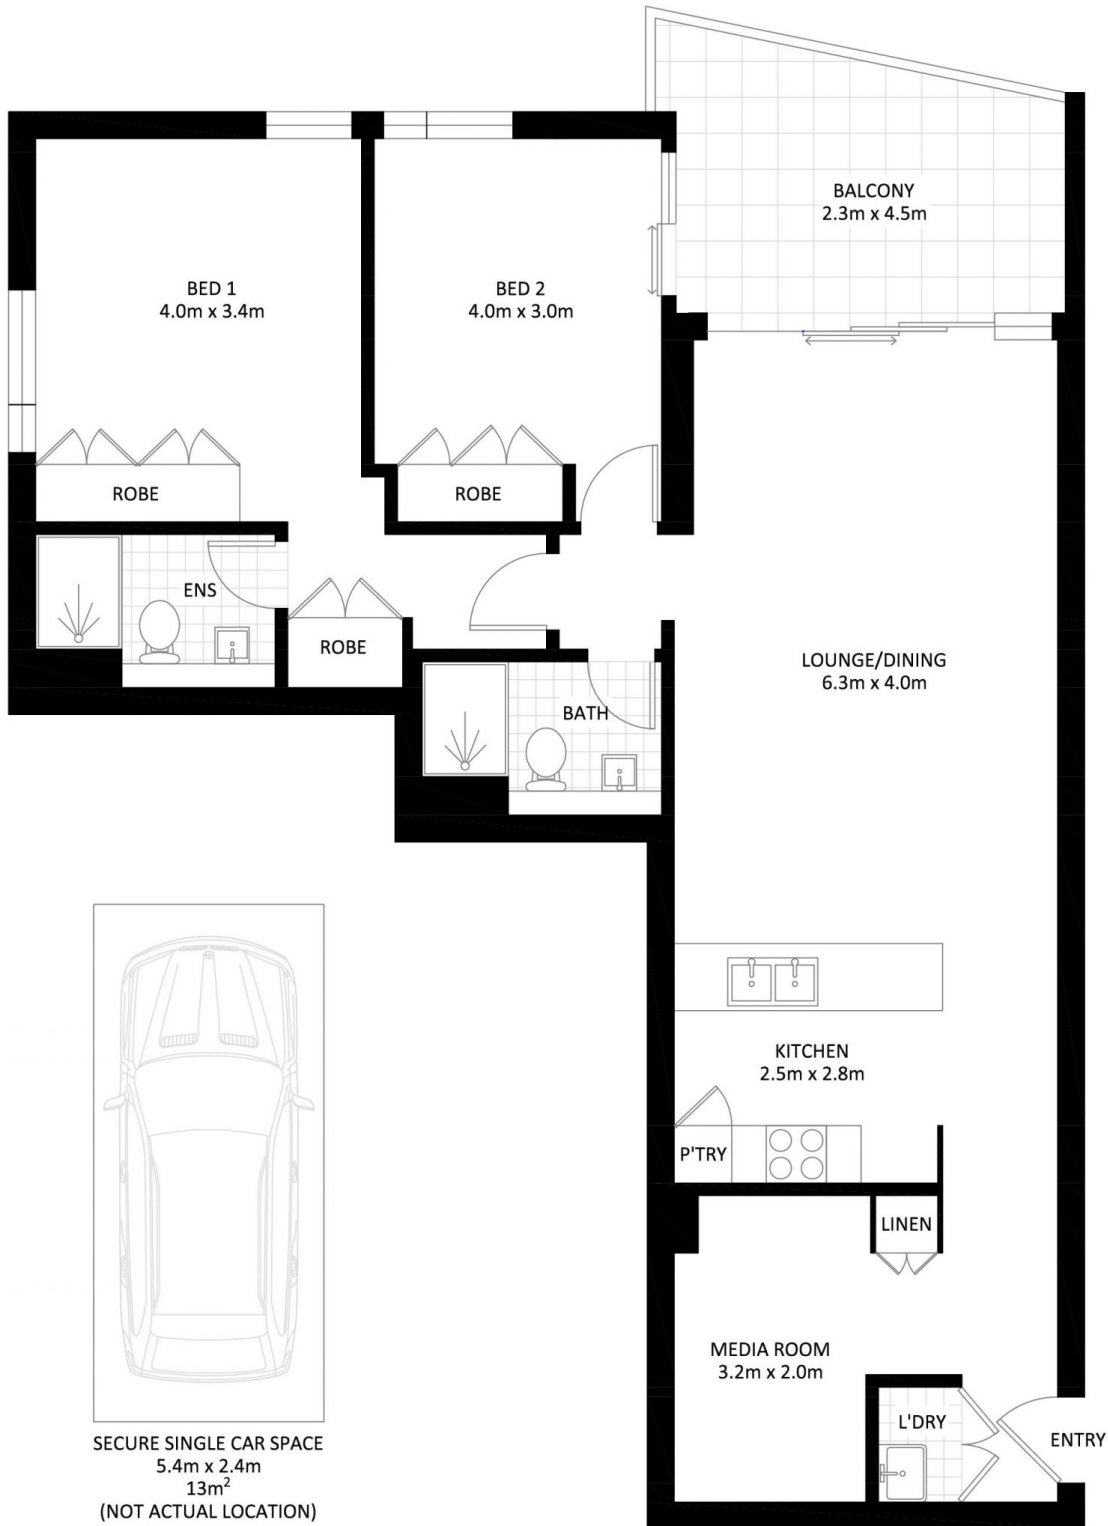 BALCONY
2.3m x 4.5m
BED 1
4.0m x 3.4m
BED 2
4.0m x 3.0m
ROBE
ROBE
ENS
ROBE
BATH
LOUNGE/DINING
6.3m x 4.0m
KITCHEN
2.5m x 2.8m
P'TRY
LINEN
MEDIA ROOM
3.2m x 2.0m
L'DRY
ENTRY
SECURE SINGLE CAR SPACE
5.4m x 2.4m
13m²
(NOT ACTUAL LOCATION)